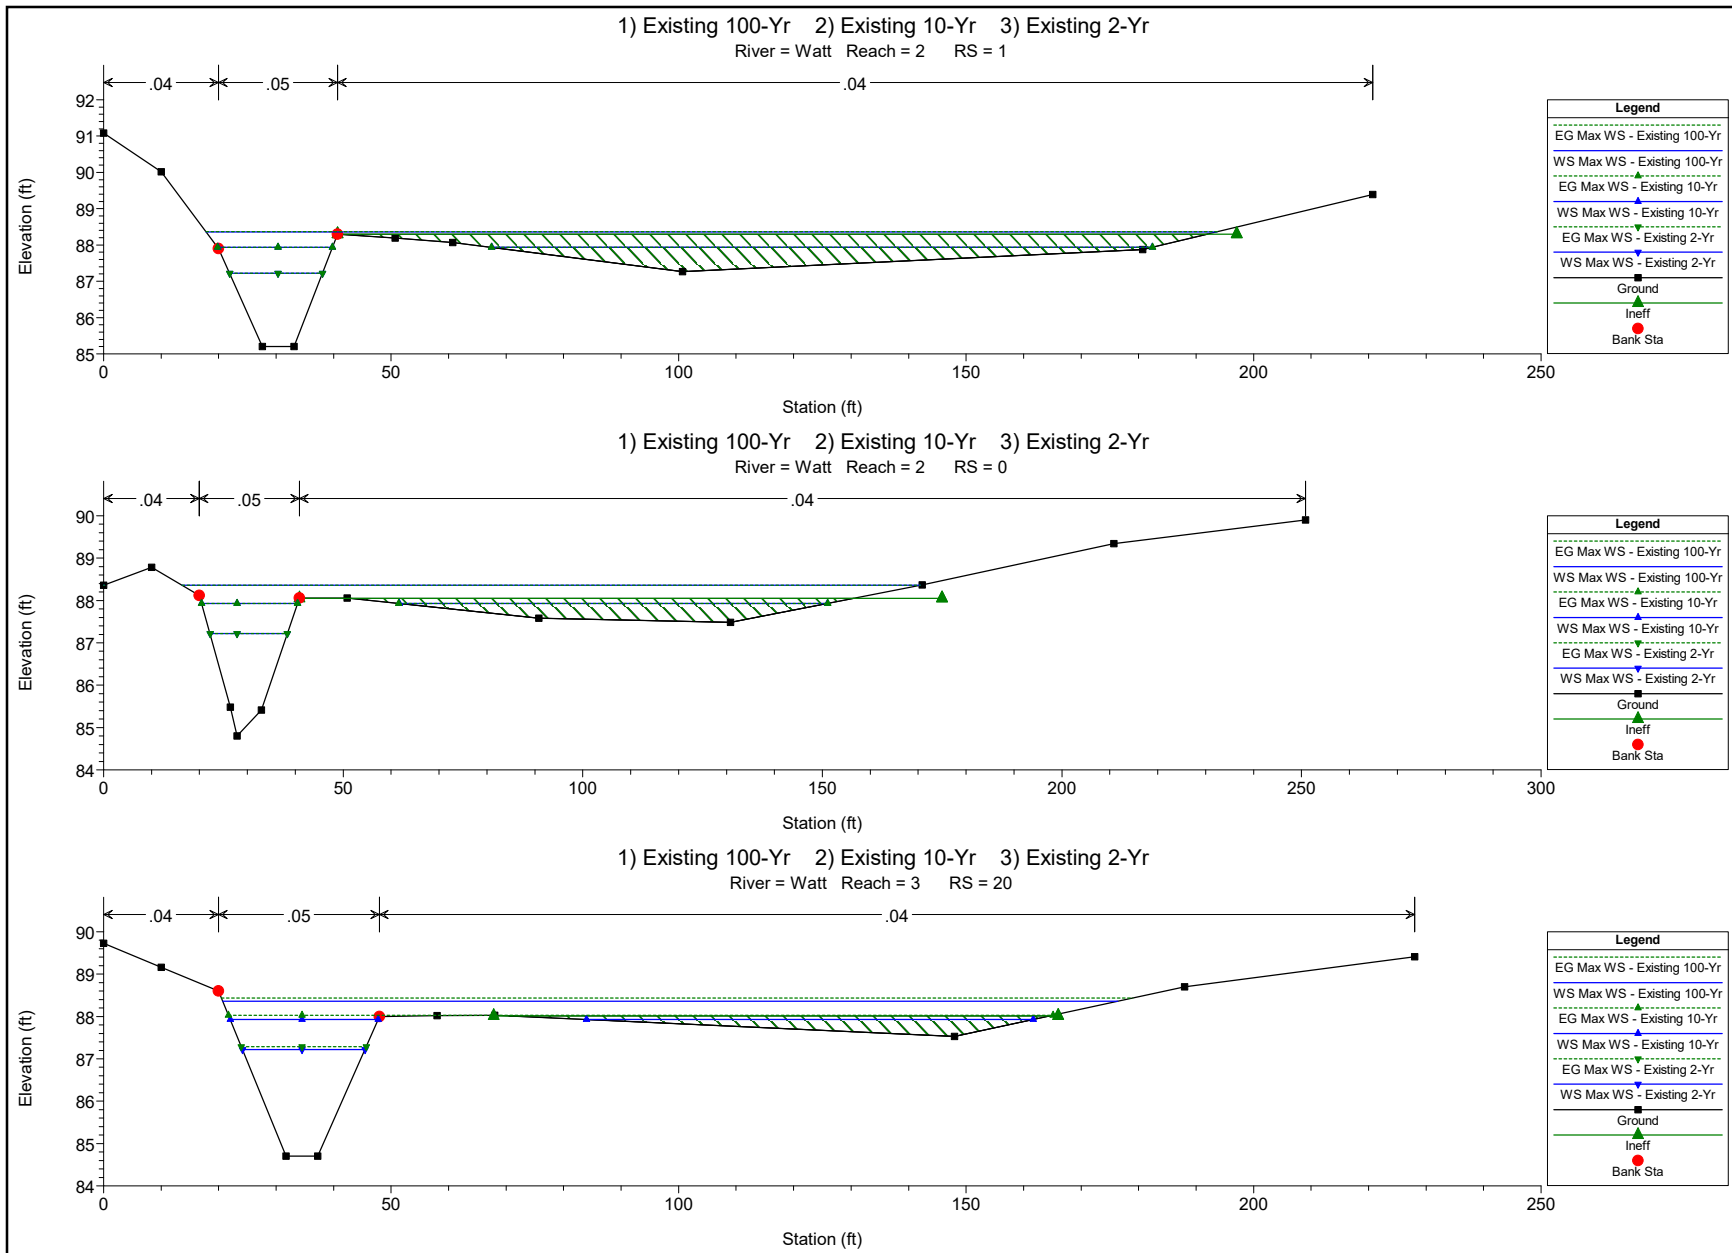 1) Existing 100-Yr    2) Existing 10-Yr    3) Existing 2-Yr
River = Watt   Reach = 2      RS = 1
.04
.05
.04
92
91
90
89
88
87
86
85
0
50
100
150
200
250
Elevation (ft)
Station (ft)
Legend
EG Max WS - Existing 100-Yr
WS Max WS - Existing 100-Yr
EG Max WS - Existing 10-Yr
WS Max WS - Existing 10-Yr
EG Max WS - Existing 2-Yr
WS Max WS - Existing 2-Yr
Ground
Ineff
Bank Sta
1) Existing 100-Yr    2) Existing 10-Yr    3) Existing 2-Yr
River = Watt   Reach = 2      RS = 0
.04
.05
.04
90
89
88
87
86
85
84
0
50
100
150
200
250
300
Elevation (ft)
Station (ft)
Legend
EG Max WS - Existing 100-Yr
WS Max WS - Existing 100-Yr
EG Max WS - Existing 10-Yr
WS Max WS - Existing 10-Yr
EG Max WS - Existing 2-Yr
WS Max WS - Existing 2-Yr
Ground
Ineff
Bank Sta
1) Existing 100-Yr    2) Existing 10-Yr    3) Existing 2-Yr
River = Watt   Reach = 3      RS = 20
.04
.05
.04
90
89
88
87
86
85
84
0
50
100
150
200
250
Elevation (ft)
Station (ft)
Legend
EG Max WS - Existing 100-Yr
WS Max WS - Existing 100-Yr
EG Max WS - Existing 10-Yr
WS Max WS - Existing 10-Yr
EG Max WS - Existing 2-Yr
WS Max WS - Existing 2-Yr
Ground
Ineff
Bank Sta